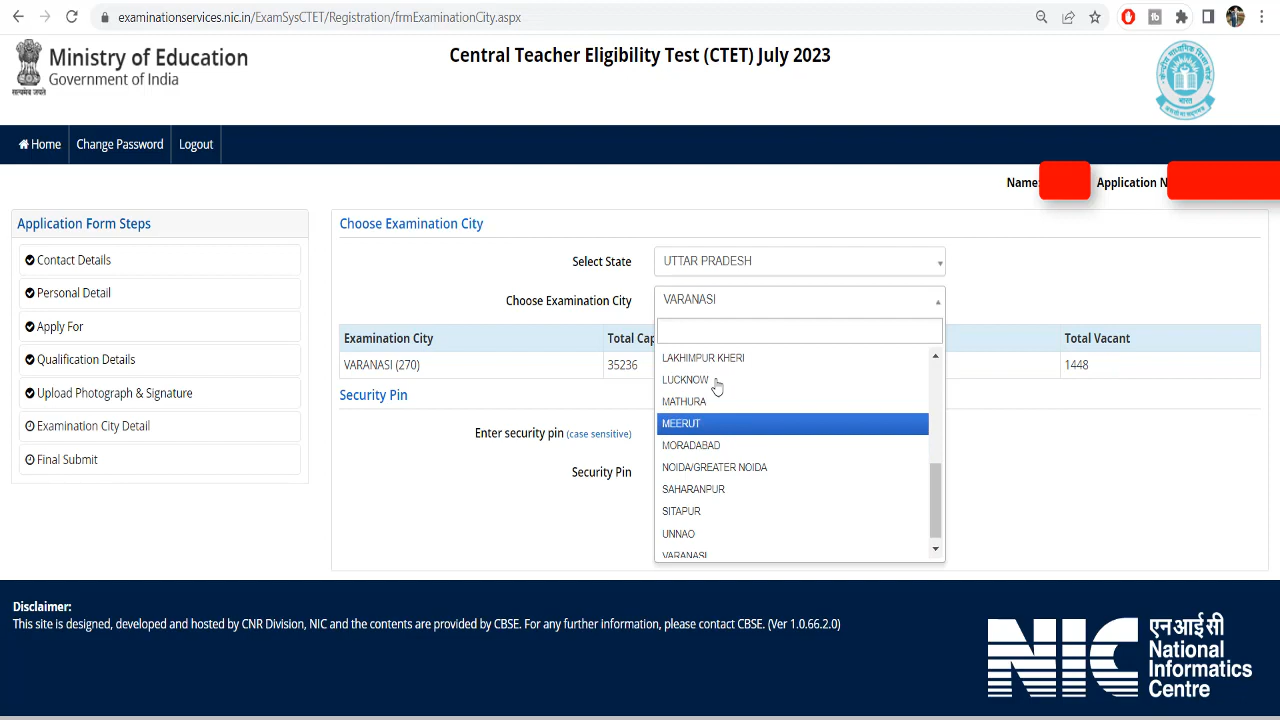 examinationservices.nic.in/ExamSysCTET/Registration/frmExaminationCity.aspx
Ministry of Education
Government of India
सत्यमेव जयते
Central Teacher Eligibility Test (CTET) July 2023
Home
Change Password
Logout
Name:
Application N
Application Form Steps
Contact Details
Personal Detail
Apply For
Qualification Details
Upload Photograph & Signature
Examination City Detail
Final Submit
Choose Examination City
Select State
UTTAR PRADESH
Choose Examination City
VARANASI
Examination City
Total Cap
Total Vacant
VARANASI (270)
35236
1448
LAKHIMPUR KHERI
LUCKNOW
MATHURA
MEERUT
MORADABAD
NOIDA/GREATER NOIDA
SAHARANPUR
SITAPUR
UNNAO
VARANASI
Security Pin
Enter security pin (case sensitive)
Security Pin
Disclaimer:
This site is designed, developed and hosted by CNR Division, NIC and the contents are provided by CBSE. For any further information, please contact CBSE. (Ver 1.0.66.2.0)
NIC
एनआईसी
National
Informatics
Centre